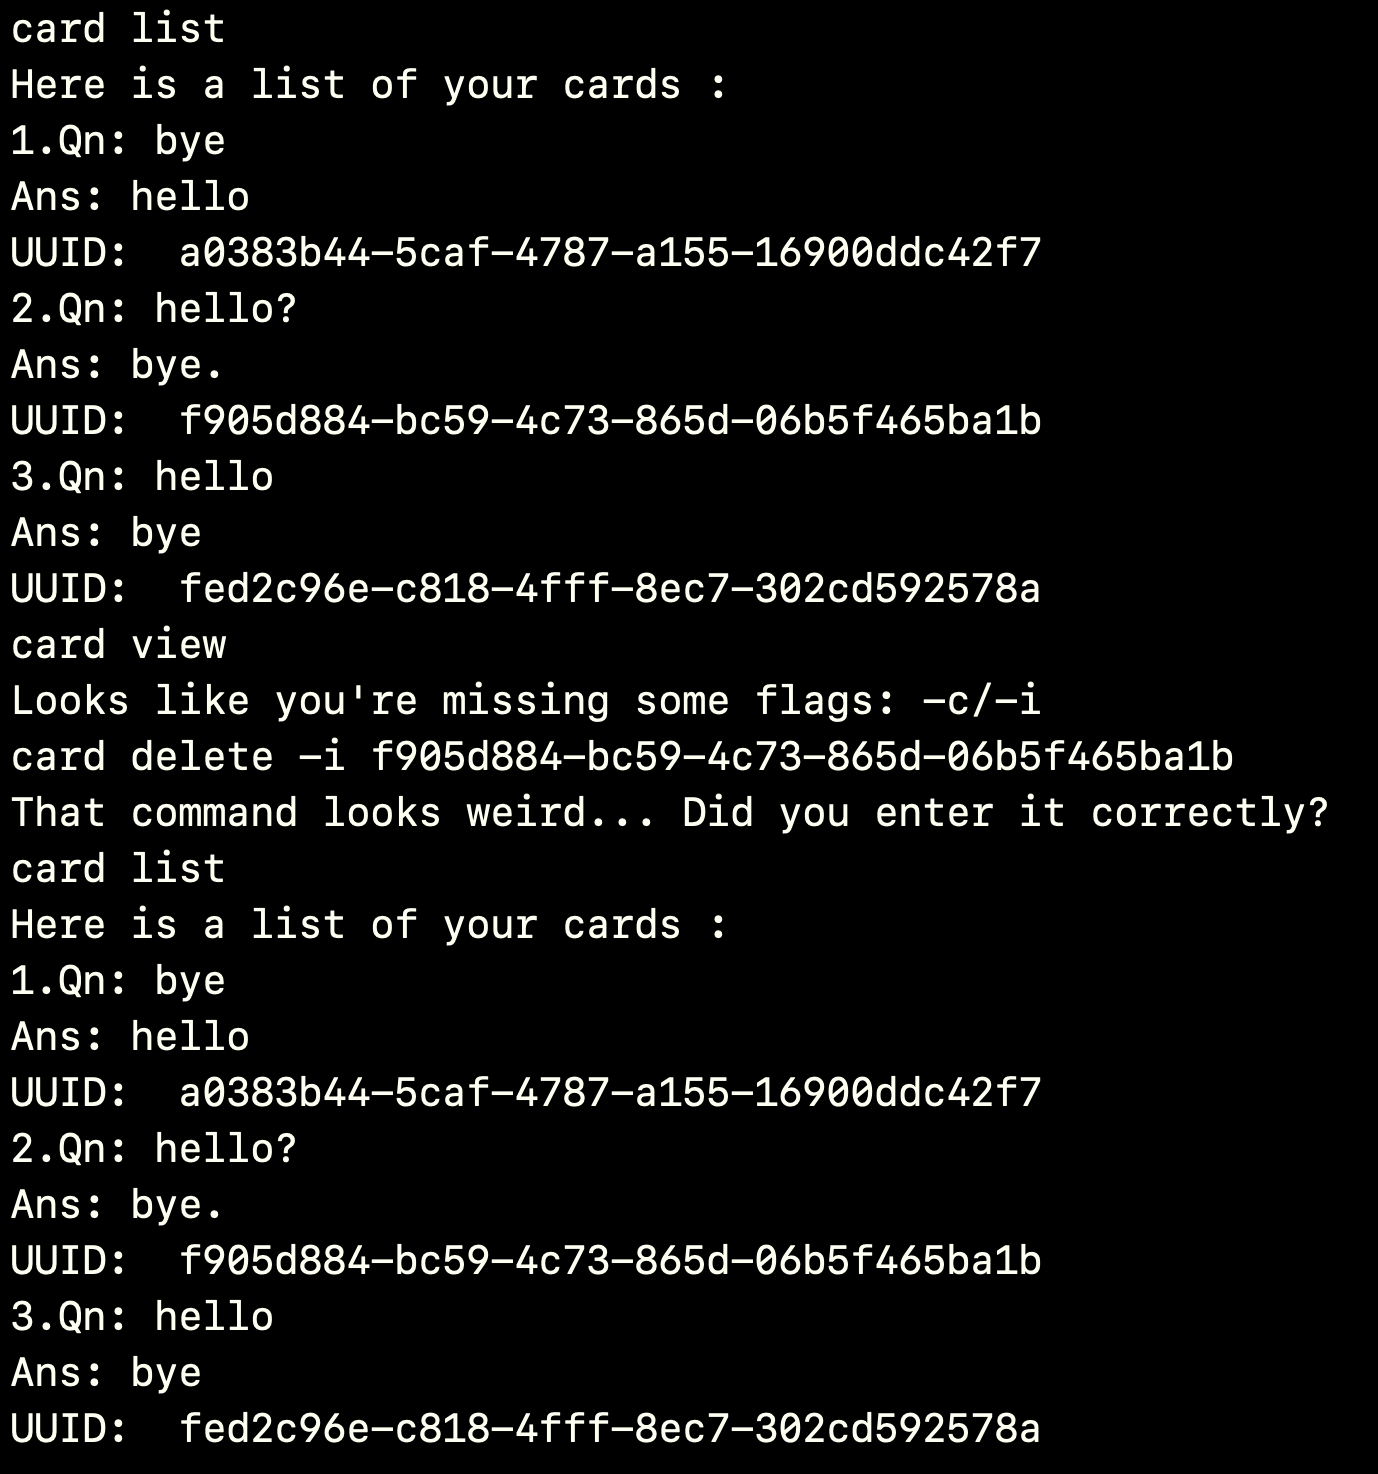 card list
Here is a list of your cards :
1.Qn: bye
Ans: hello
UUID:  a0383b44-5caf-4787-a155-16900ddc42f7
2.Qn: hello?
Ans: bye.
UUID:  f905d884-bc59-4c73-865d-06b5f465ba1b
3.Qn: hello
Ans: bye
UUID:  fed2c96e-c818-4fff-8ec7-302cd592578a
card view
Looks like you're missing some flags: -c/-i
card delete -i f905d884-bc59-4c73-865d-06b5f465ba1b
That command looks weird... Did you enter it correctly?
card list
Here is a list of your cards :
1.Qn: bye
Ans: hello
UUID:  a0383b44-5caf-4787-a155-16900ddc42f7
2.Qn: hello?
Ans: bye.
UUID:  f905d884-bc59-4c73-865d-06b5f465ba1b
3.Qn: hello
Ans: bye
UUID:  fed2c96e-c818-4fff-8ec7-302cd592578a